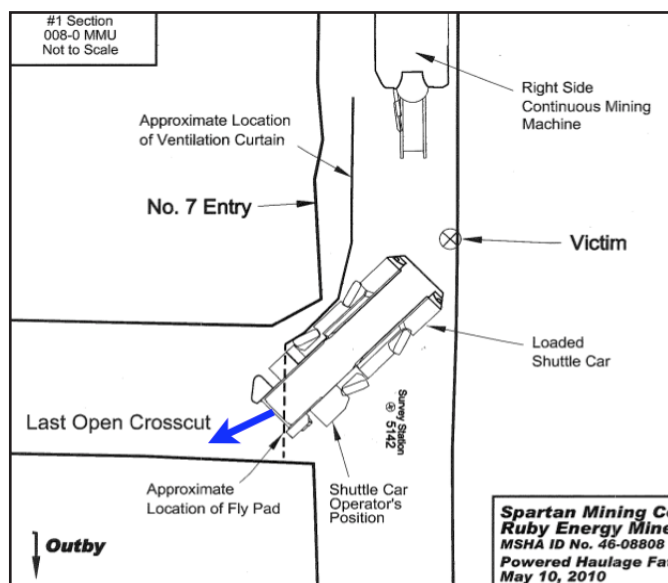 #1 Section
008-0 MMU
Not to Scale
Right Side
Continuous Mining
Machine
Approximate Location
of Ventilation Curtain
No. 7 Entry
Victim
Loaded
Shuttle Car
Last Open Crosscut
Survey Station
5142
Approximate
Location of Fly Pad
Shuttle Car
Operator's
Position
Outby
Spartan Mining
Ruby Energy Mine
MSHA ID No. 46-08808
Powered Haulage
May 10, 2010